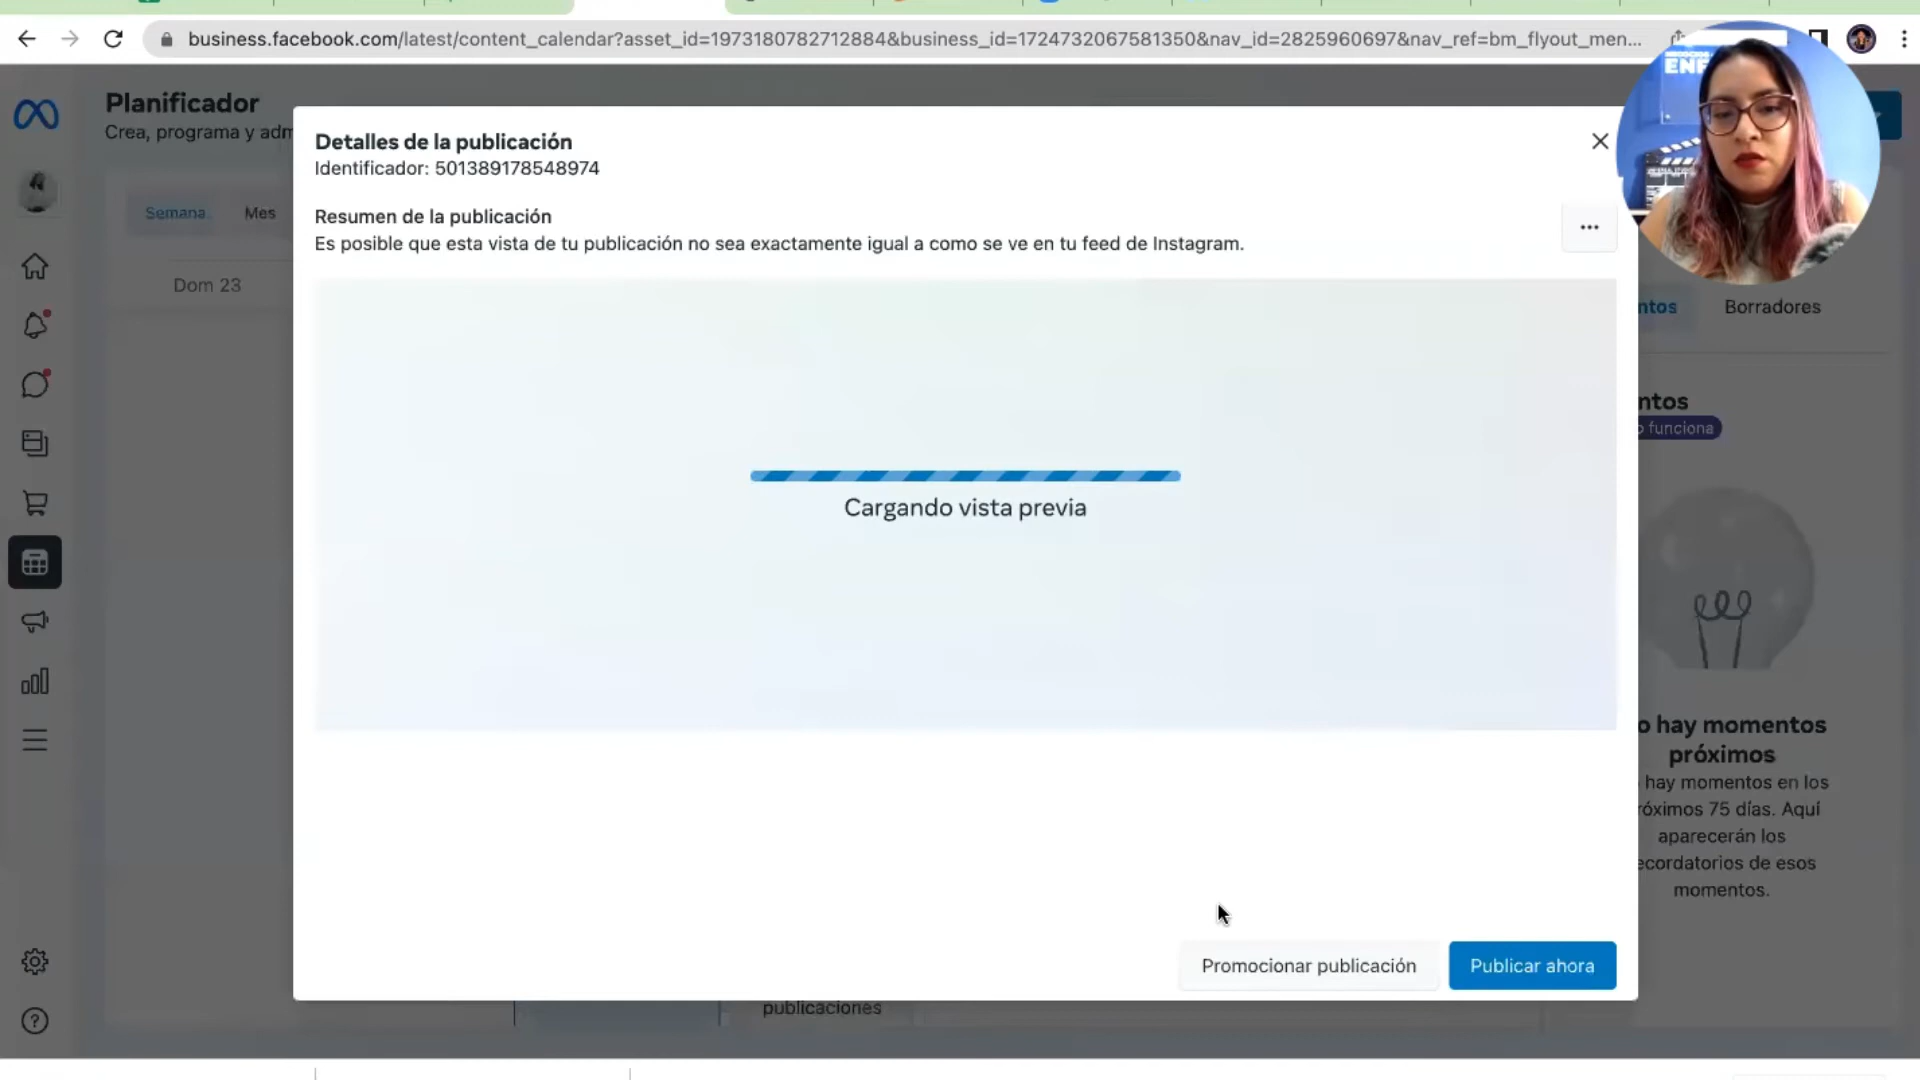 business.facebook.com/latest/content_calendar?asset_id=1973180782712884&business_id=1724732067581350&nav_id=2825960697&nav_ref=bm_flyout_men...
Planificador
Crea, programa y adm
Semana
Mes
Dom 23
Detalles de la publicación
Identificador: 501389178548974
Resumen de la publicación
Es posible que esta vista de tu publicación no sea exactamente igual a como se ve en tu feed de Instagram.
Cargando vista previa
Promocionar publicación
Publicar ahora
publicaciones
ntos
Borradores
ntos
o funciona
o hay momentos
próximos
hay momentos en los
róximos 75 días. Aquí
aparecerán los
ecordatorios de esos
momentos.